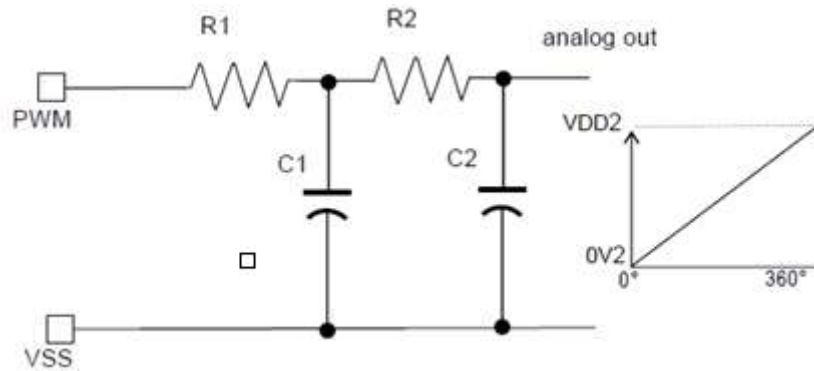 R1
R2
analog out
PWM
VDD2
C1
C2
0V2
0°
360°
VSS